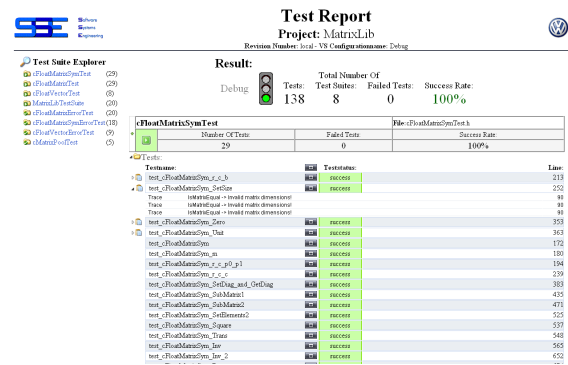 Software
Systems
Engineering
Test Report
Project: MatrixLib
Revision Number: local - VS Configurationname: Debug
Test Suite Explorer
cFloatMatrixSymTest (29)
cFloatMatrixTest (29)
cFloatVectorTest (8)
MatrixLibTestSuite (20)
cFloatMatrixErrorTest (20)
cFloatMatrixSymErrorTest (18)
cFloatVectorErrorTest (9)
cMatrixPoolTest (5)
Result:
Debug
Total Number Of
Tests: Test Suites: Failed Tests: Success Rate:
138 8 0 100%
cFloatMatrixSymTest File: cFloatMatrixSymTest.h
Number Of Tests: Failed Tests: Success Rate:
29 0 100%
Tests:
Testname: Teststatus: Line:
test_cFloatMatrixSym_r_c_b success 213
test_cFloatMatrixSym_SetSize success 252
Trace IsMatrixEqual -> Invalid matrix dimensions! 90
Trace IsMatrixEqual -> Invalid matrix dimensions! 90
Trace IsMatrixEqual -> Invalid matrix dimensions! 90
test_cFloatMatrixSym_Zero success 353
test_cFloatMatrixSym_Unit success 363
test_cFloatMatrixSym success 172
test_cFloatMatrixSym_m success 180
test_cFloatMatrixSym_r_c_p0_p1 success 194
test_cFloatMatrixSym_r_c success 239
test_cFloatMatrixSym_SetDiag_and_GetDiag success 383
test_cFloatMatrixSym_SubMatrix1 success 435
test_cFloatMatrixSym_SubMatrix2 success 471
test_cFloatMatrixSym_SetElements2 success 525
test_cFloatMatrixSym_Square success 537
test_cFloatMatrixSym_Trans success 548
test_cFloatMatrixSym_Inv success 565
test_cFloatMatrixSym_Inv_2 success 652